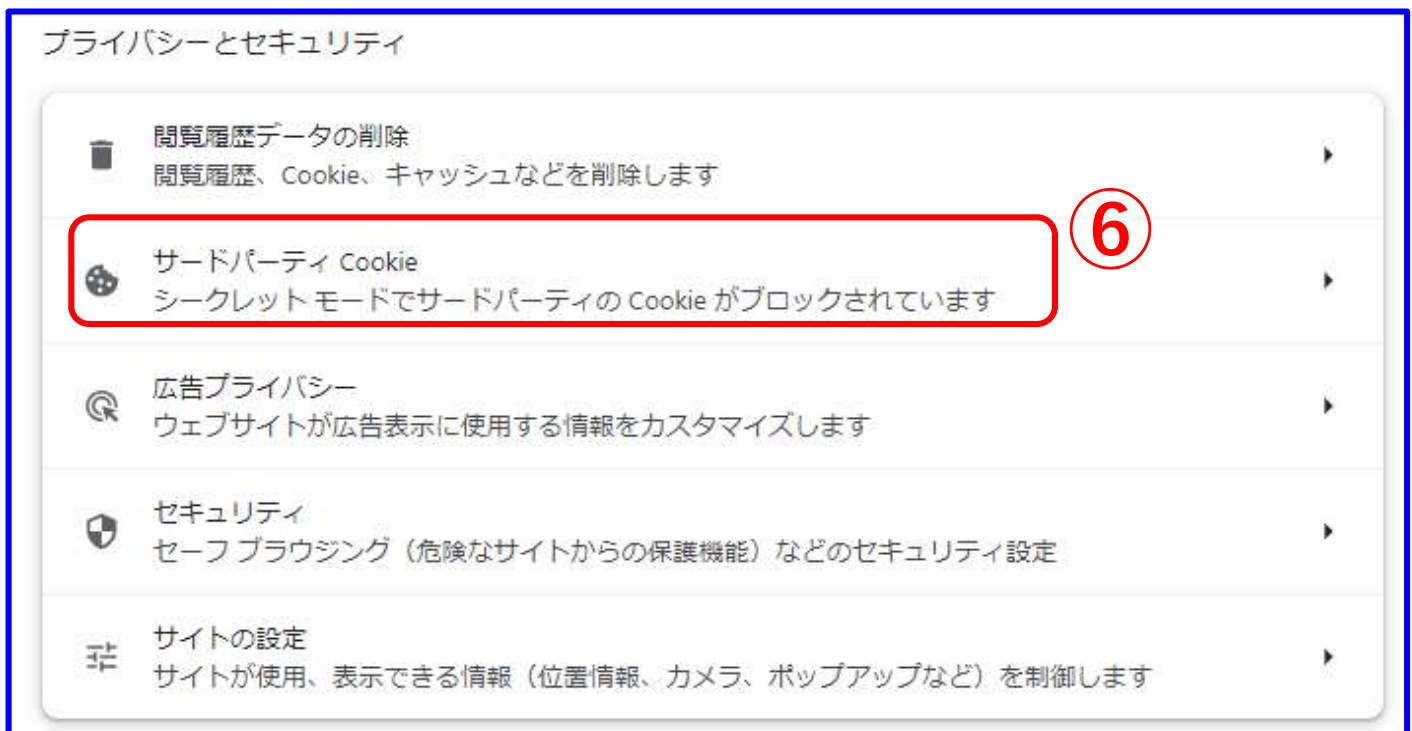 プライバシーとセキュリティ
閲覧履歴データの削除
閲覧履歴、Cookie、キャッシュなどを削除します
⑥
サードパーティ Cookie
シークレット モードでサードパーティの Cookie がブロックされています
広告プライバシー
ウェブサイトが広告表示に使用する情報をカスタマイズします
セキュリティ
セーフ ブラウジング（危険なサイトからの保護機能）などのセキュリティ設定
サイトの設定
サイトが使用、表示できる情報（位置情報、カメラ、ポップアップなど）を制御します